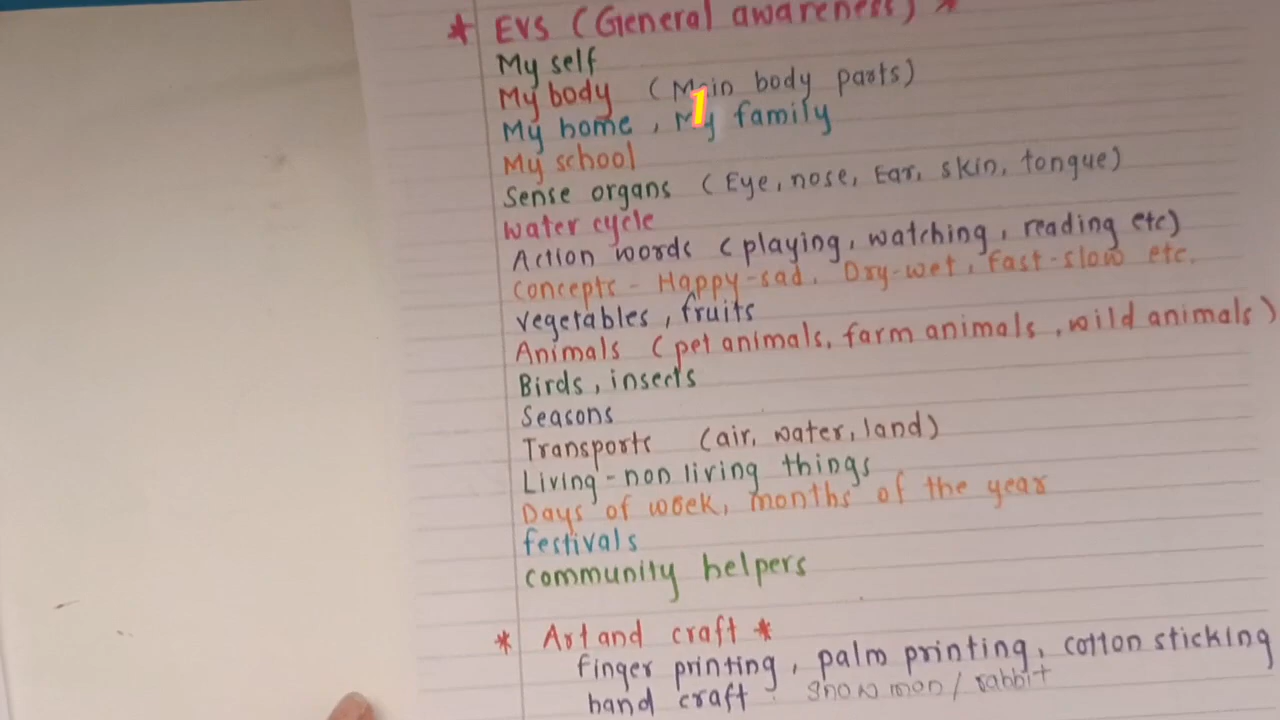 * EVS (General awareness) *
My self
My body (Main body parts)
1
My home, My family
My school
Sense organs (Eye, nose, Ear, skin, tongue)
water cycle
Action words (playing, watching, reading etc)
Concepts - Happy-sad. Dry-wet, fast-slow etc.
vegetables, fruits
Animals (pet animals, farm animals, wild animals)
Birds, insects
Seasons
Transports (air, water, land)
Living-non living things
Days of week, months of the year
festivals
community helpers
* Art and craft *
finger printing, palm printing, cotton sticking
hand craft. Snow mon / rabbit